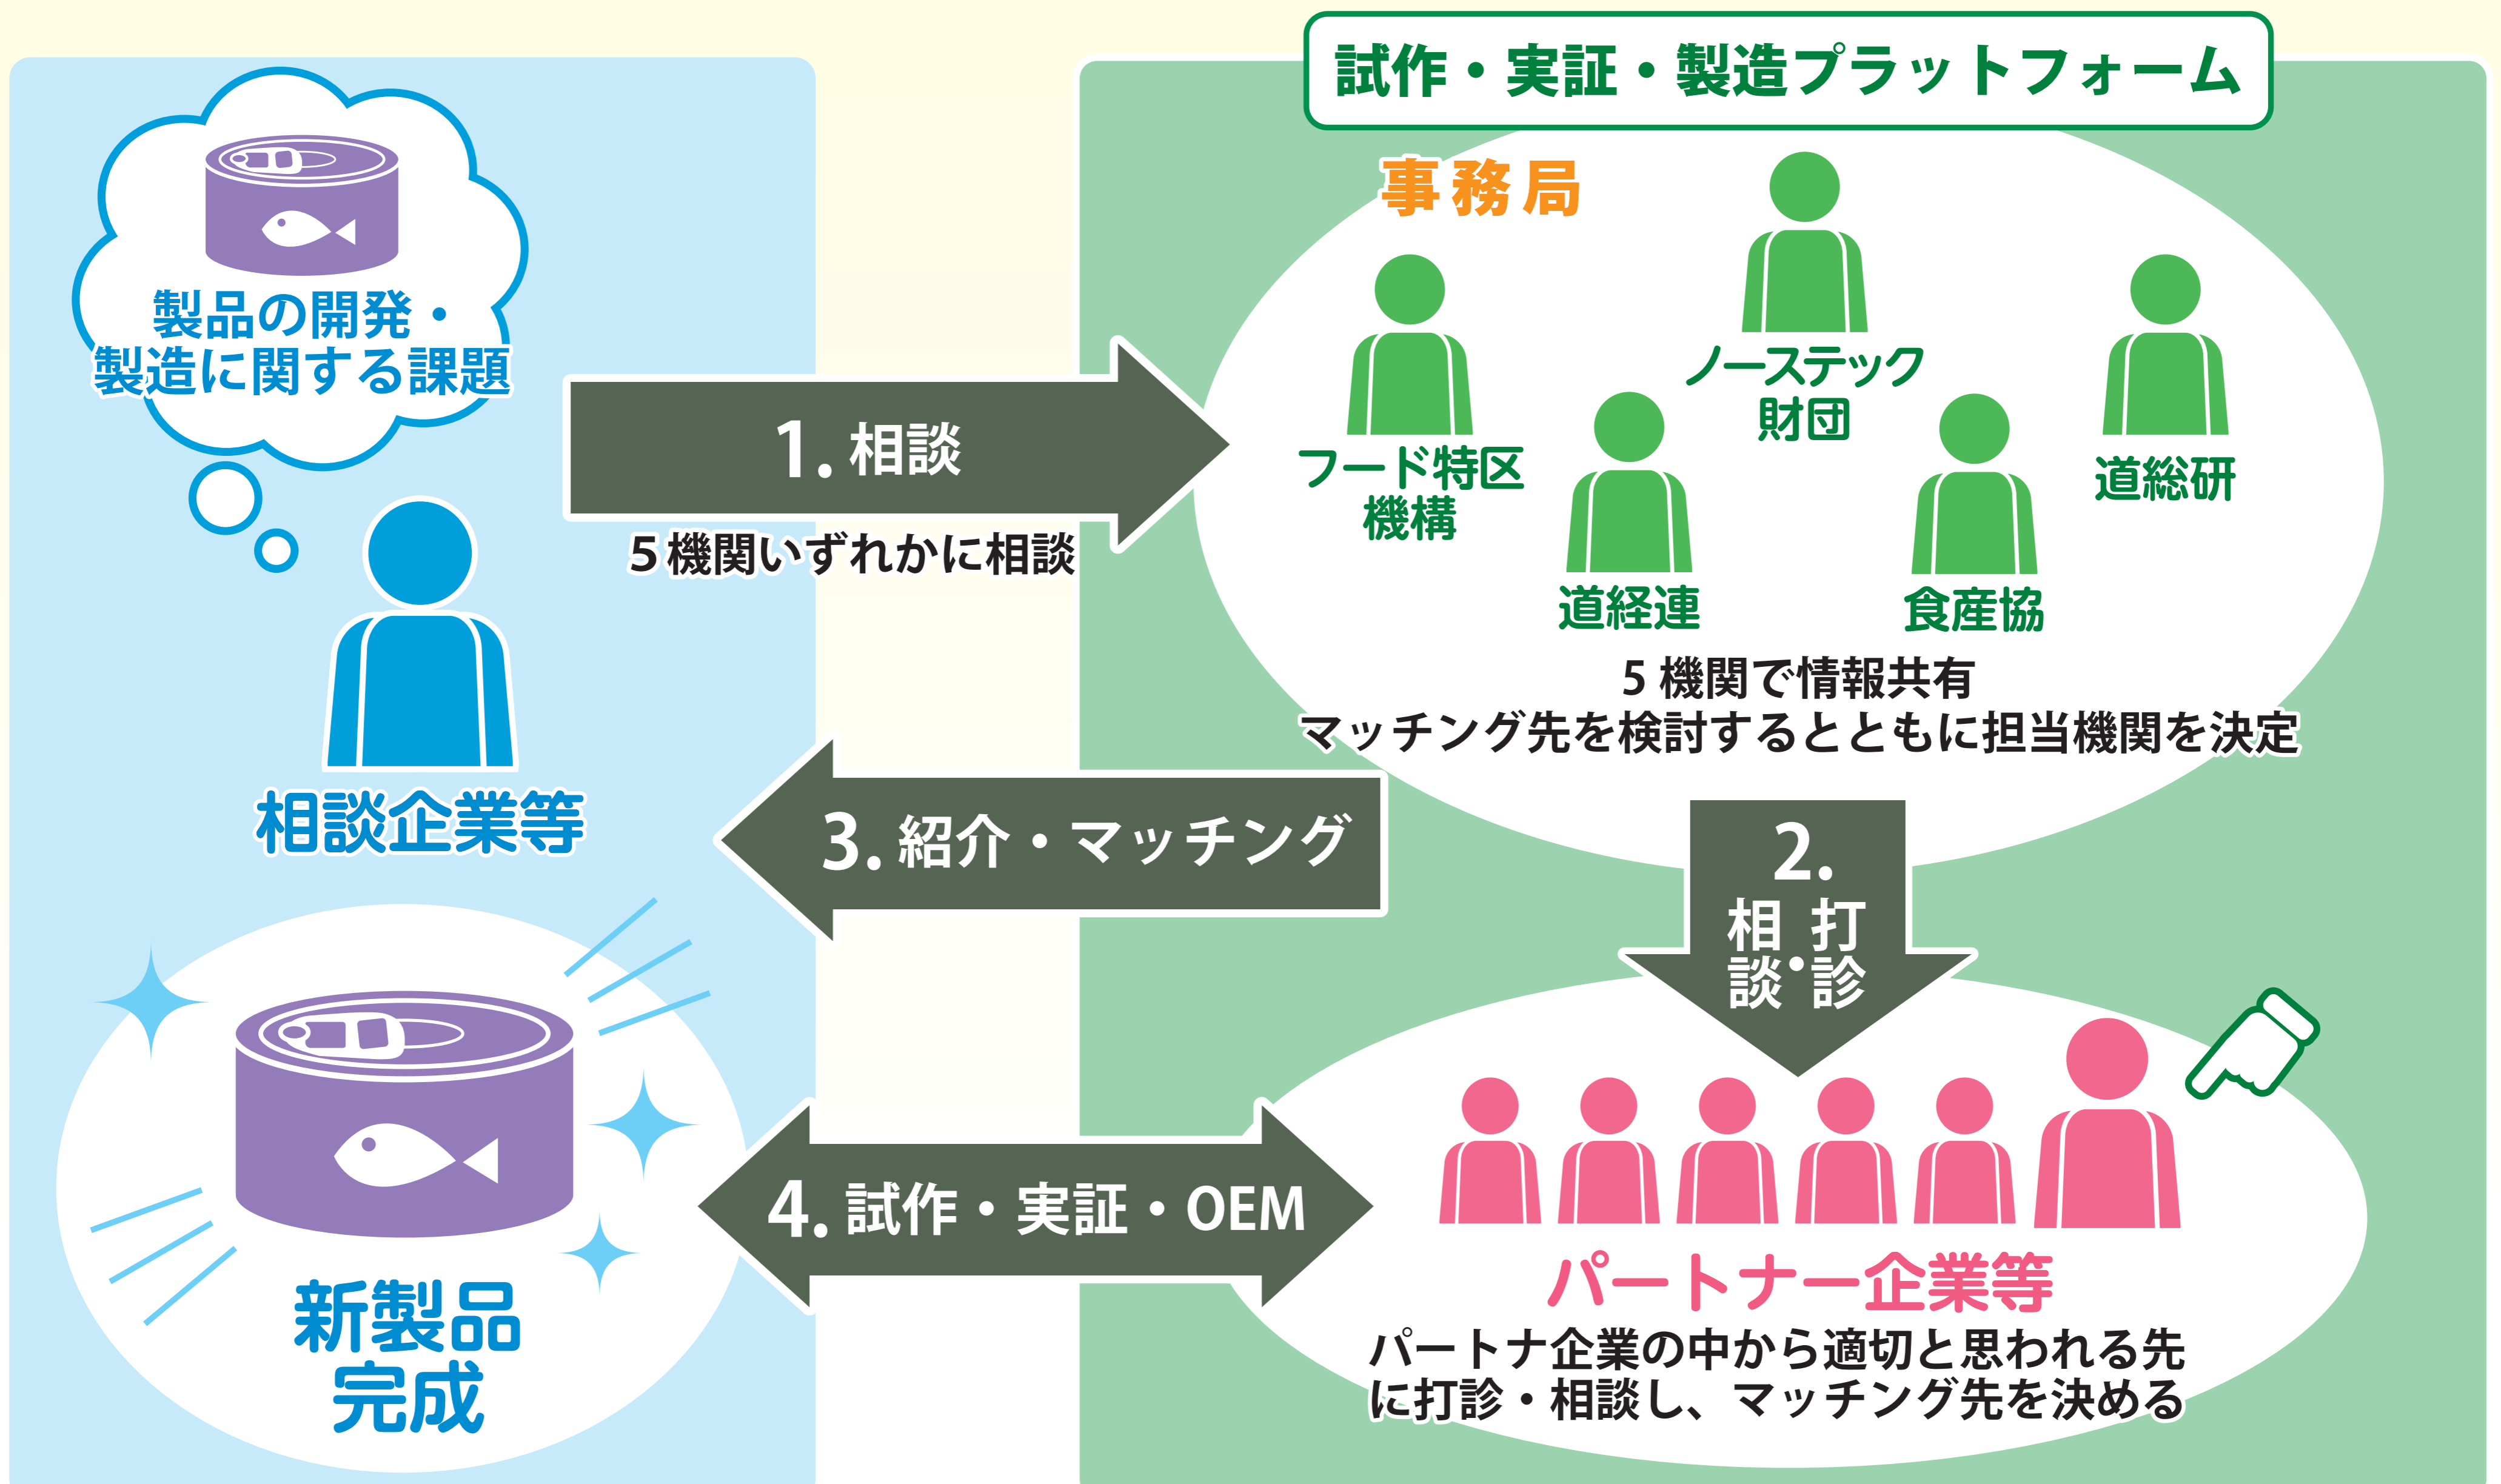 試作・実証・製造プラットフォーム
事務局
製品の開発・
製造に関する課題
相談企業等
1. 相談
5機関いずれかに相談
フード特区
機構
ノーステック
財団
道総研
道経連
食産協
5 機関で情報共有
マッチング先を検討するとともに担当機関を決定
2.
打診・
相談
3. 紹介・マッチング
4. 試作・実証・OEM
パートナー企業等
パートナ企業の中から適切と思われる先
に打診・相談し、マッチング先を決める
新製品
完成